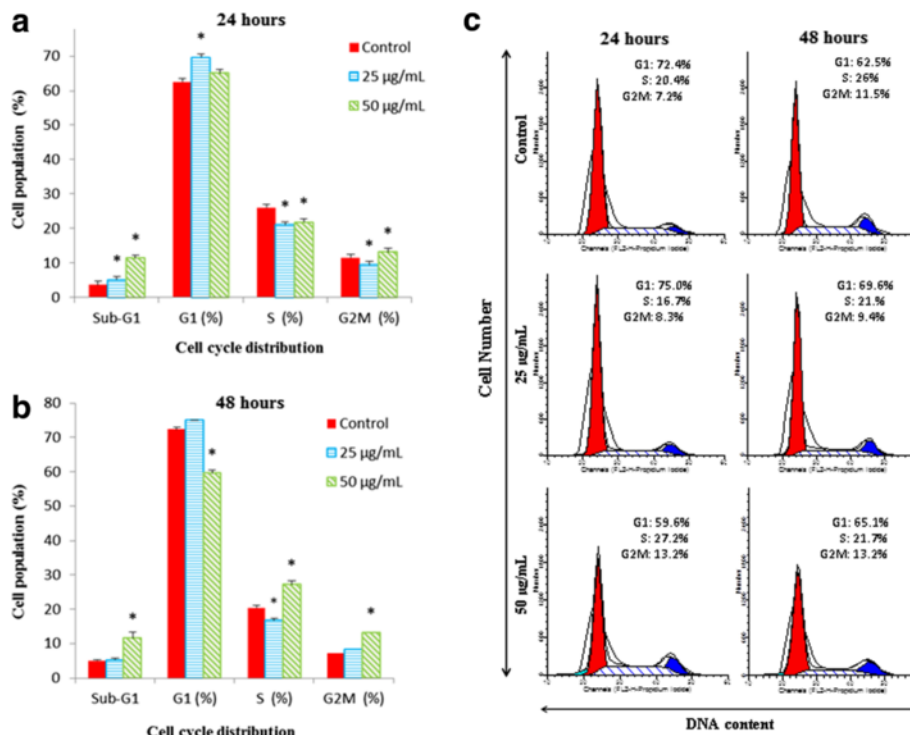 a
24 hours
80
70
60
50
40
30
20
10
0
Cell population (%)
*
* *
* *
* *
Control
25 µg/mL
50 µg/mL
Sub-G1 G1 (%) S (%) G2M (%)
Cell cycle distribution
b
48 hours
80
70
60
50
40
30
20
10
0
Cell population (%)
*
*
* *
*
Control
25 µg/mL
50 µg/mL
Sub-G1 G1 (%) S (%) G2M (%)
Cell cycle distribution
c
24 hours 48 hours
Cell Number
Control
G1: 72.4%
S: 20.4%
G2M: 7.2%
G1: 62.5%
S: 26%
G2M: 11.5%
25 µg/mL
G1: 75.0%
S: 16.7%
G2M: 8.3%
G1: 69.6%
S: 21.%
G2M: 9.4%
50 µg/mL
G1: 59.6%
S: 27.2%
G2M: 13.2%
G1: 65.1%
S: 21.7%
G2M: 13.2%
DNA content